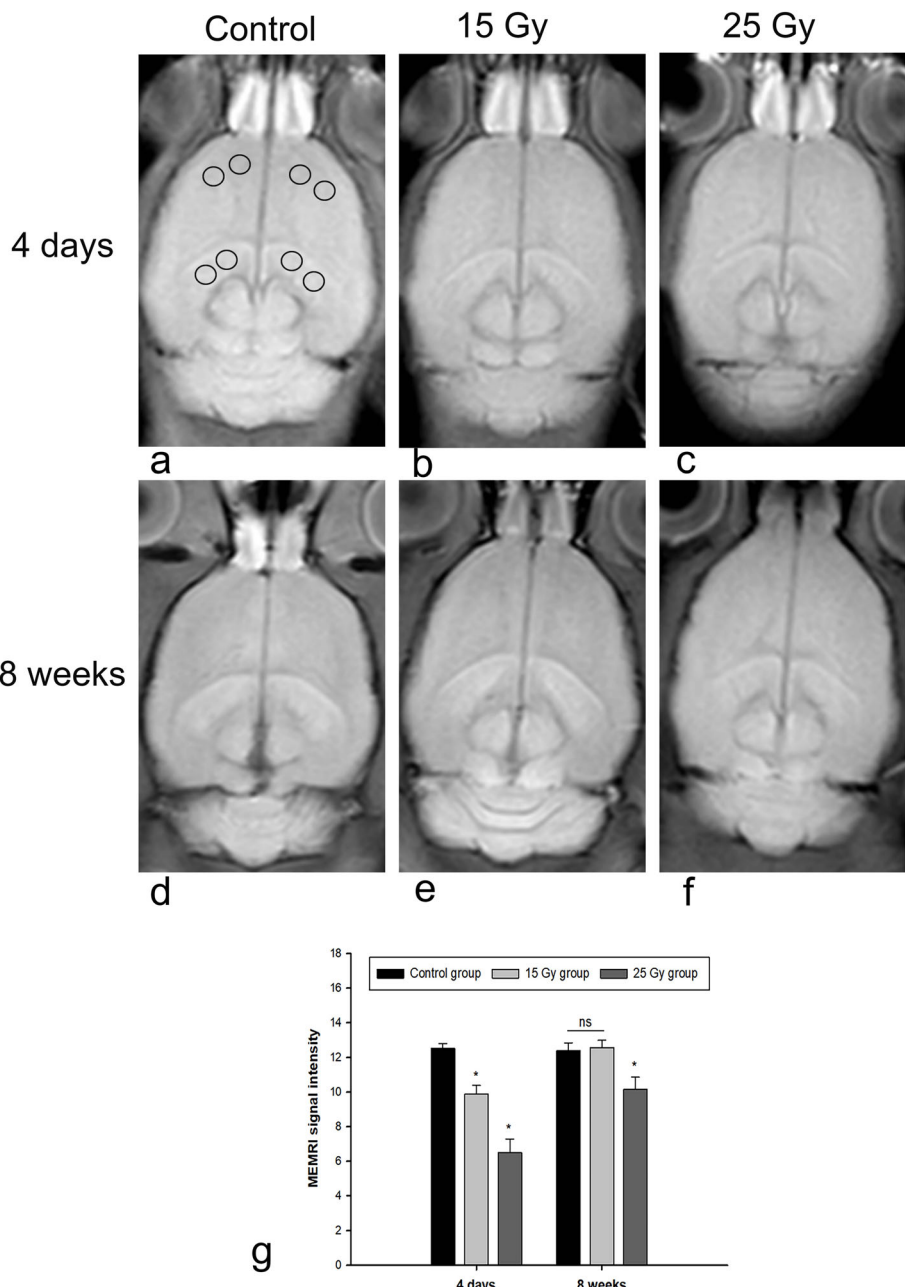 Control 15 Gy 25 Gy
4 days
a b c
8 weeks
d e f
18
16
14
12
10
8
6
4
2
0
MEMRI signal intensity
Control group 15 Gy group 25 Gy group
*
*
ns
*
4 days 8 weeks
g